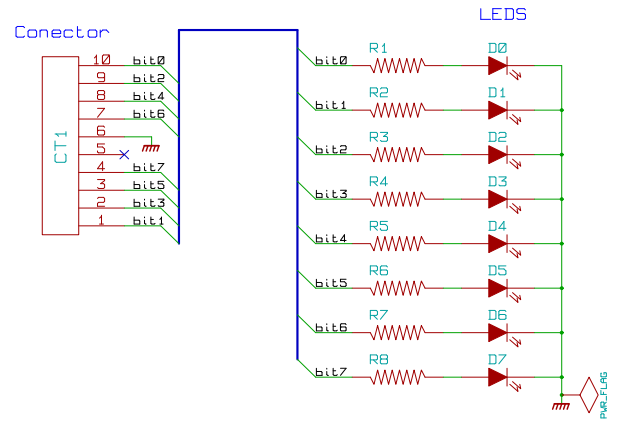 LEDS
Conector
CT1
10 bit0
9 bit2
8 bit4
7 bit6
6
5
4 bit7
3 bit5
2 bit3
1 bit1
bit0 R1 D0
bit1 R2 D1
bit2 R3 D2
bit3 R4 D3
bit4 R5 D4
bit5 R6 D5
bit6 R7 D6
bit7 R8 D7
PWR_FLAG